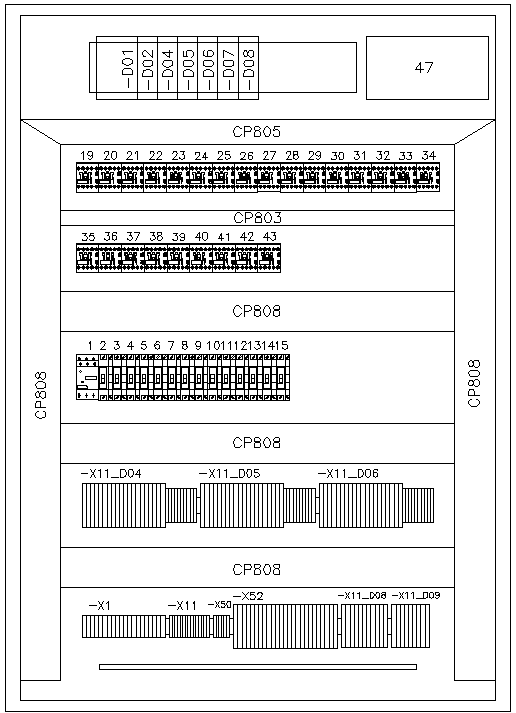 -D01 -D02 -D04 -D05 -D06 -D07 -D08
47
CP805
19 20 21 22 23 24 25 26 27 28 29 30 31 32 33 34
CP803
35 36 37 38 39 40 41 42 43
CP808
1 2 3 4 5 6 7 8 9 10 11 12 13 14 15
CP808
CP808
CP808
-X11_D04 -X11_D05 -X11_D06
CP808
-X1 -X11 -X50 -X52 -X11_D08 -X11_D09